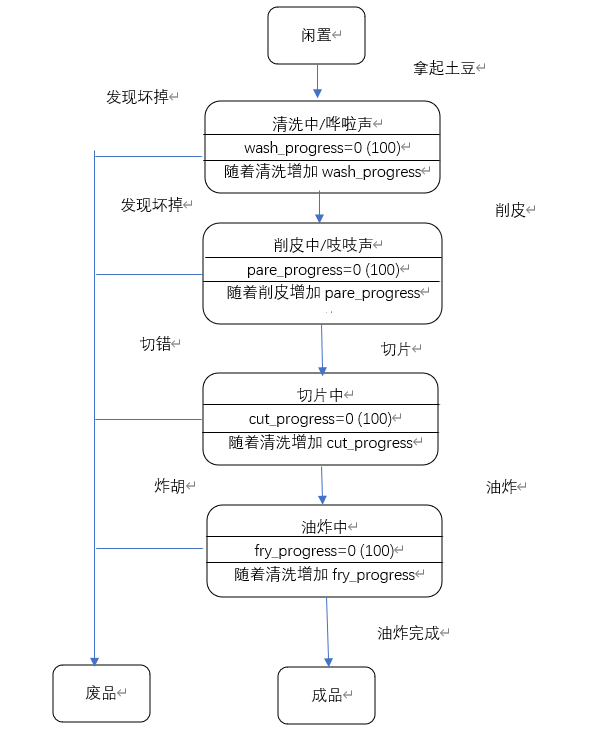 闲置↵
拿起土豆↵
发现坏掉↵
清洗中/哗啦声↵
wash_progress=0 (100)↵
随着清洗增加 wash_progress
发现坏掉↵
削皮↵
削皮中/吱吱声↵
pare_progress=0 (100)↵
随着削皮增加 pare_progress↵
切错↵
切片↵
切片中↵
cut_progress=0 (100)↵
随着清洗增加 cut_progress↵
炸胡↵
油炸↵
油炸中↵
fry_progress=0 (100)↵
随着清洗增加 fry_progress↵
油炸完成↵
废品↵
成品↵